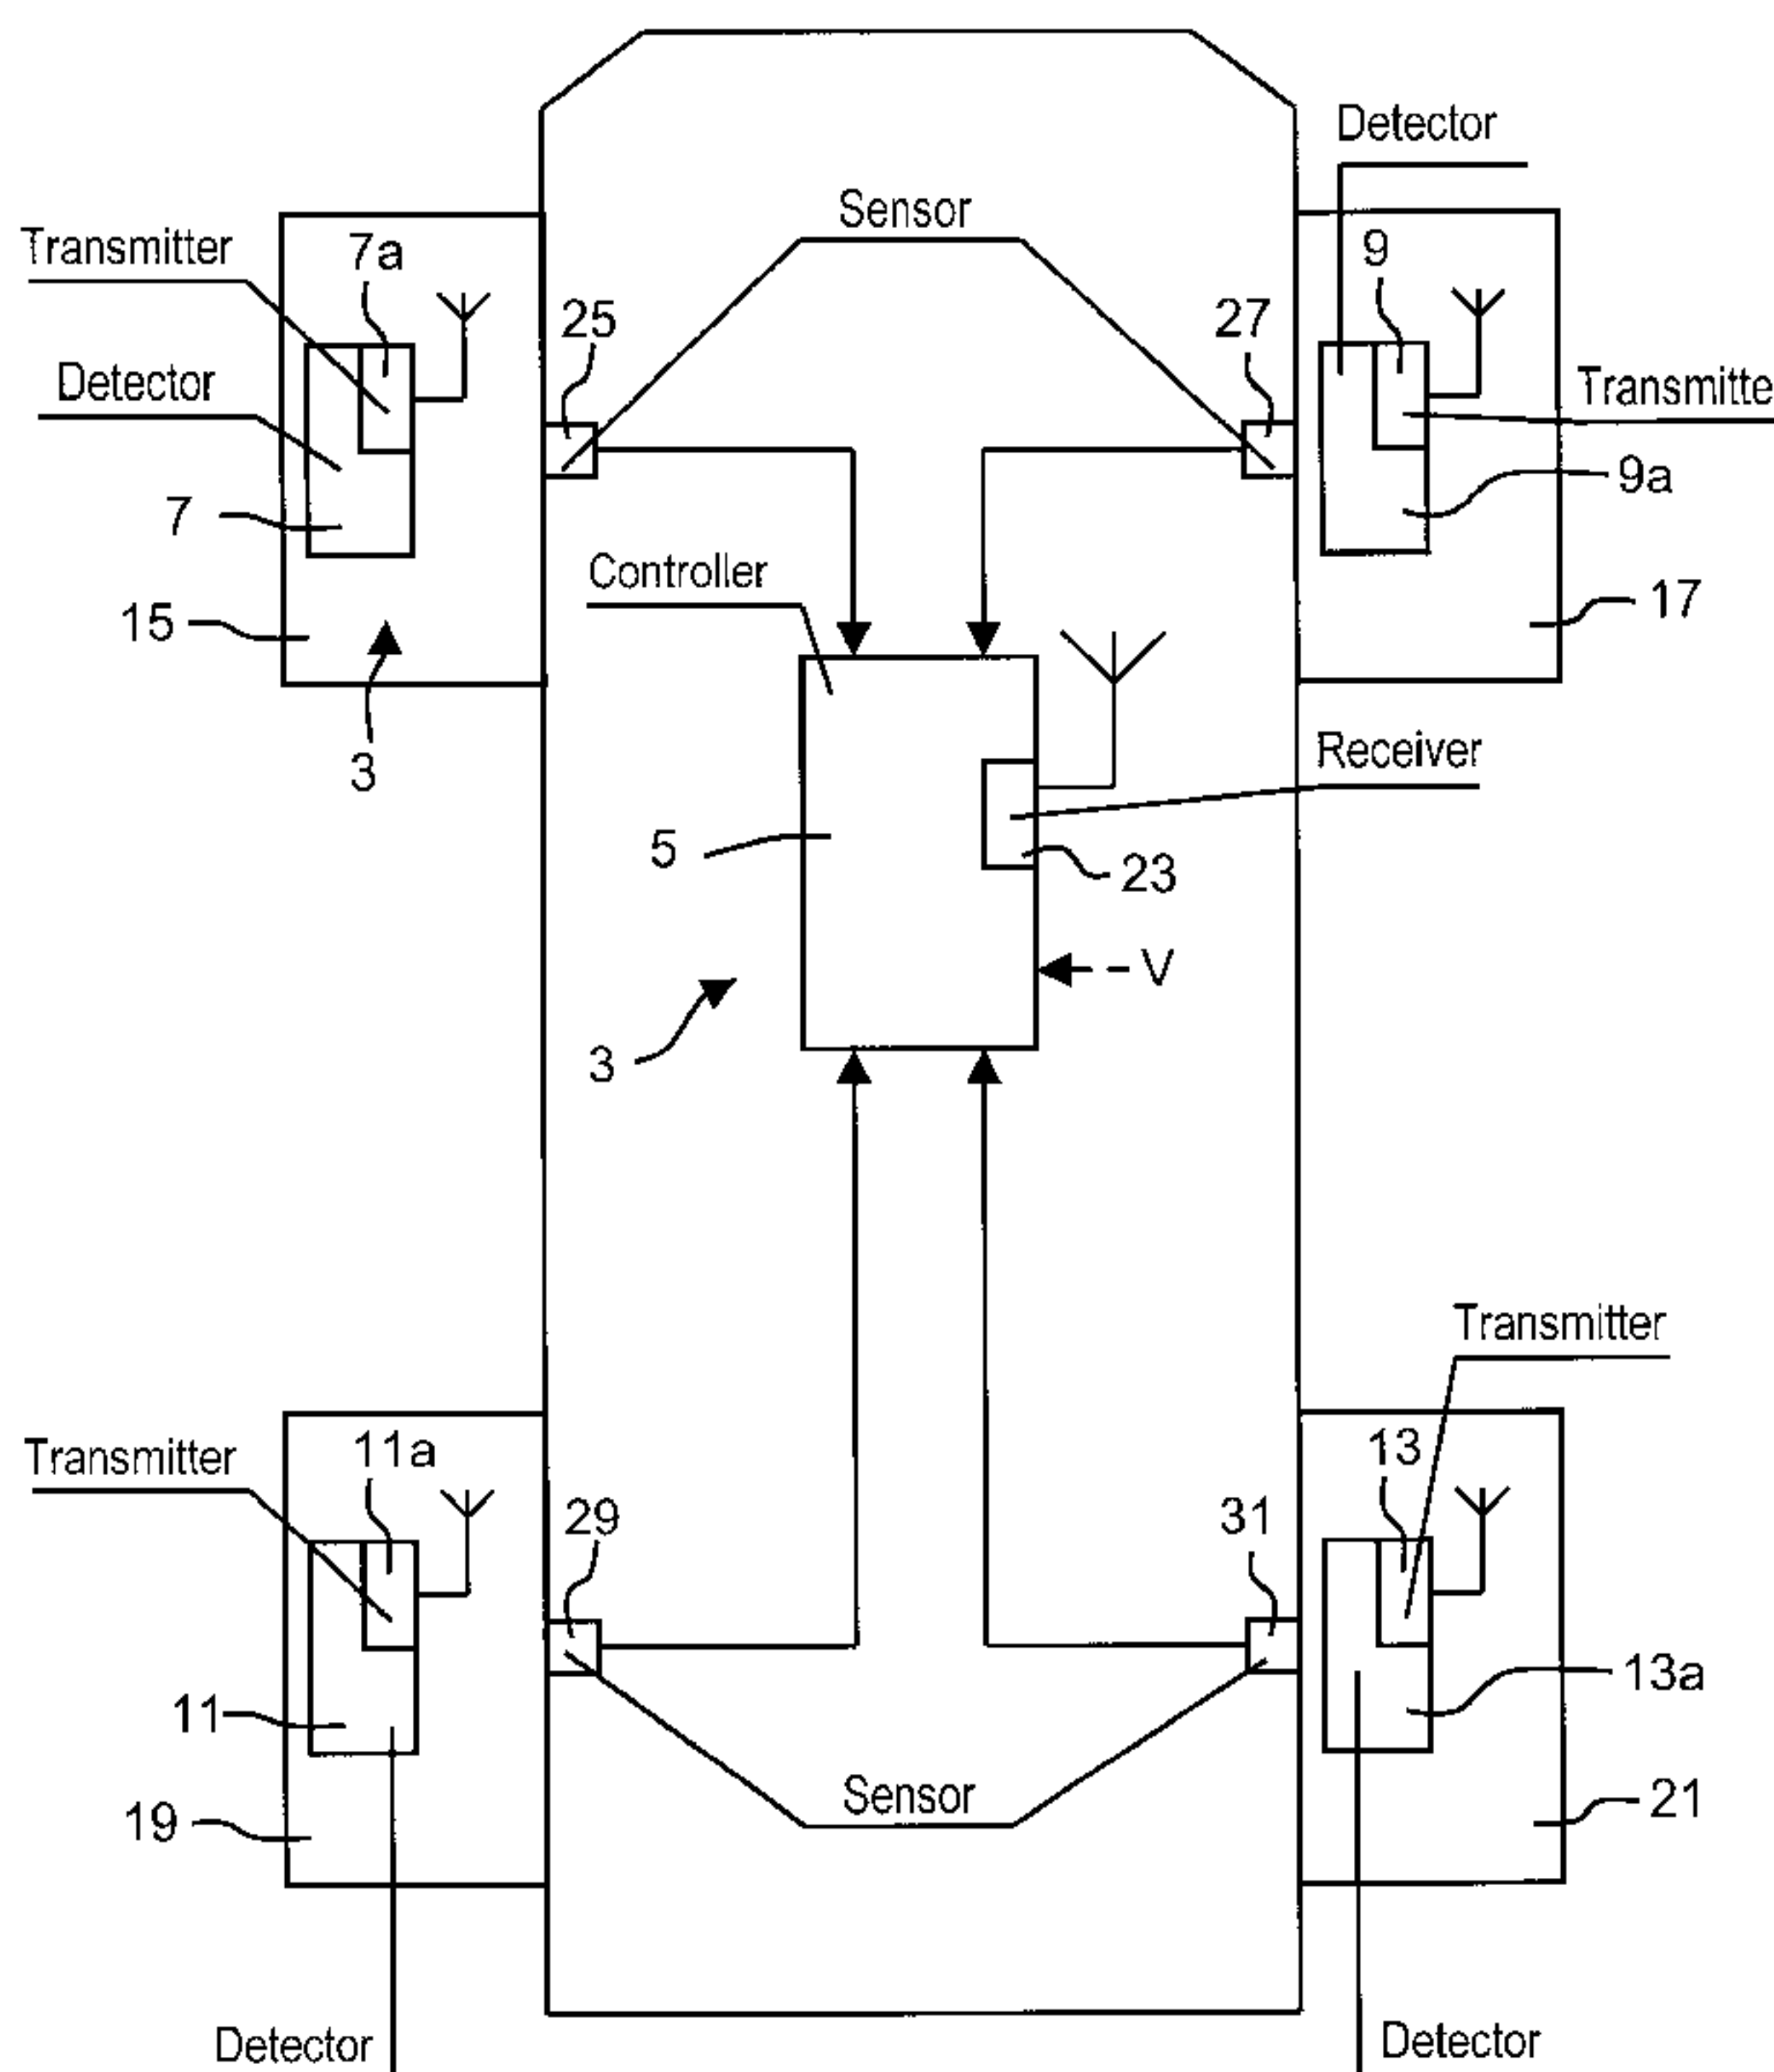 Detector
Sensor
Transmitter
7a
9
25
27
Detector
Transmitte
9a
7
Controller
15
17
3
Receiver
5
23
V
3
Transmitter
Transmitter
11a
13
29
31
13a
11
Sensor
19
21
Detector
Detector